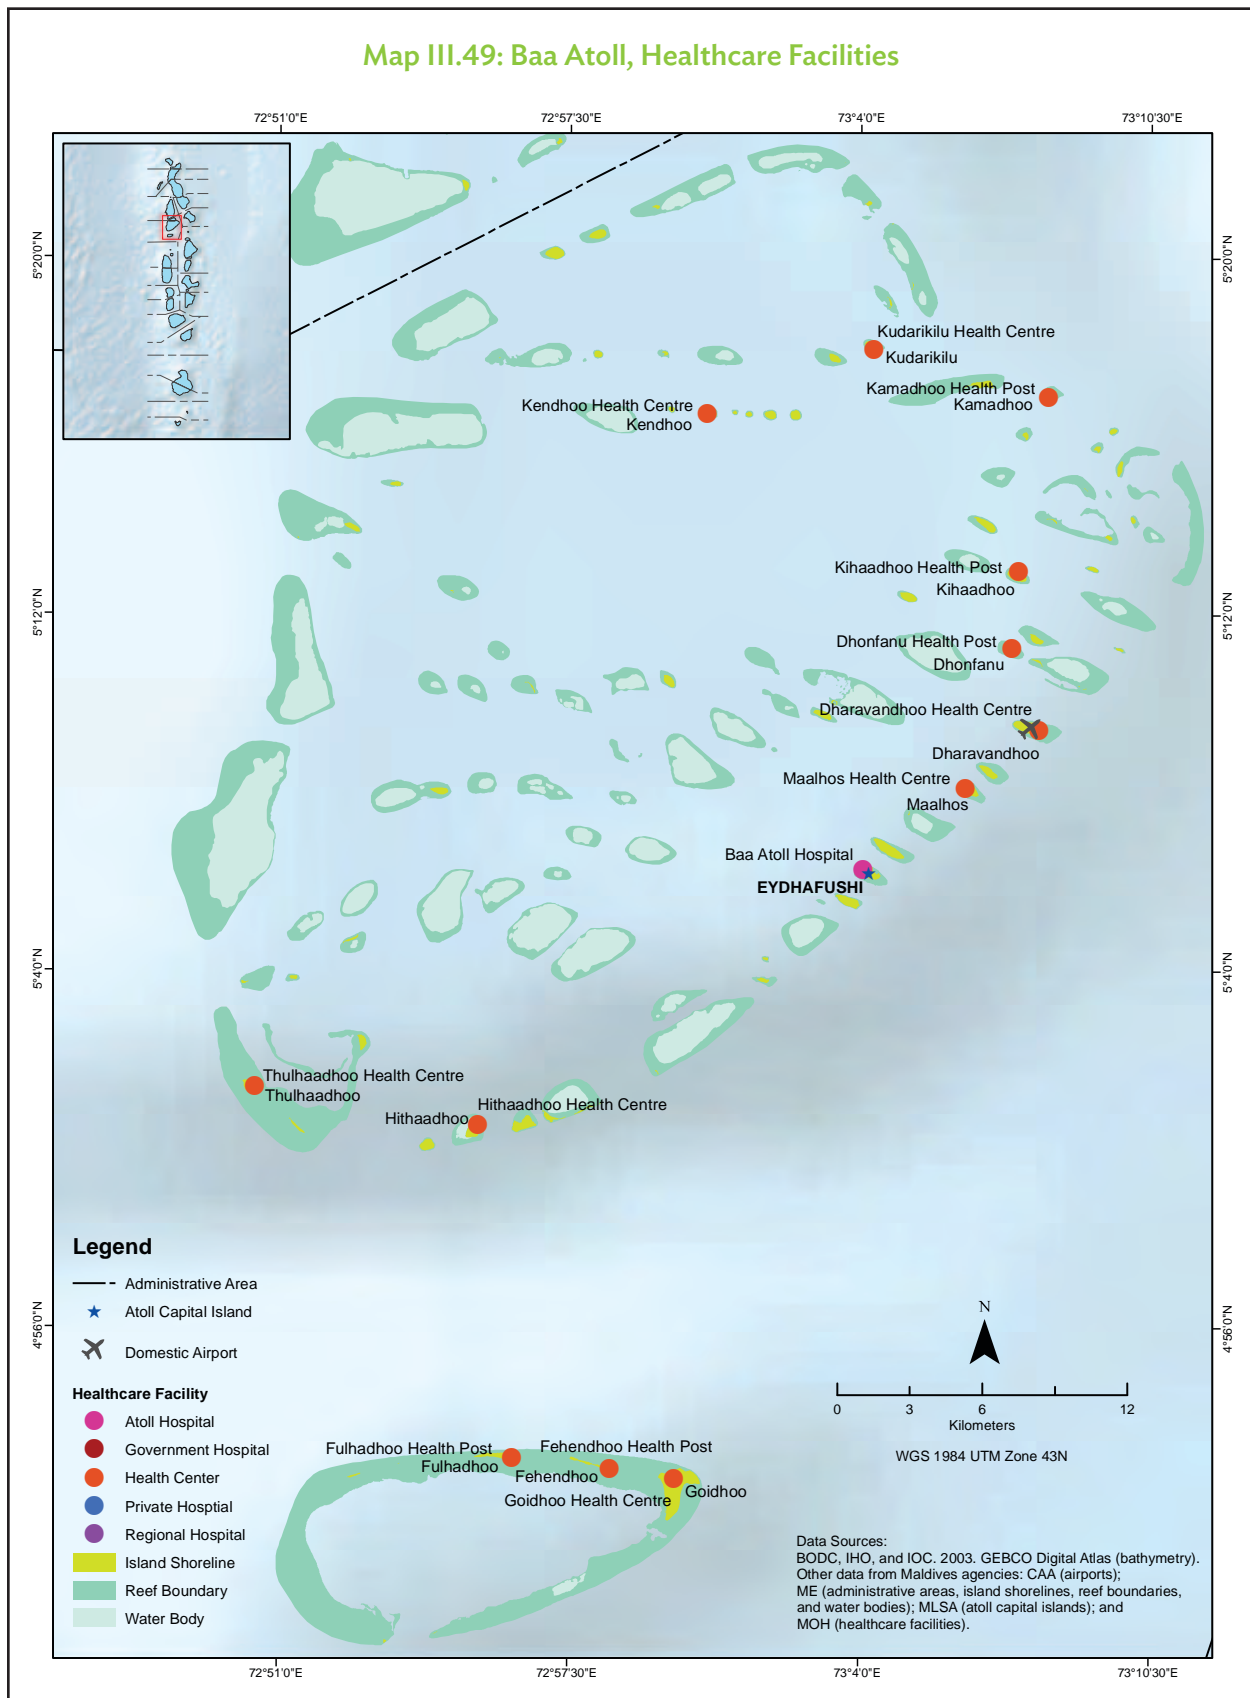 Map III.49: Baa Atoll, Healthcare Facilities
72°51'0"E
72°57'30"E
73°4'0"E
73°10'30"E
5°20'0"N
5°20'0"N
Kudarikilu Health Centre
Kudarikilu
Kamadhoo Health Post
Kamadhoo
Kendhoo Health Centre
Kendhoo
Kihaadhoo Health Post
Kihaadhoo
5°12'0"N
5°12'0"N
Dhonfanu Health Post
Dhonfanu
Dharavandhoo Health Centre
Dharavandhoo
Maalhos Health Centre
Maalhos
Baa Atoll Hospital
EYDHAFUSHI
5°4'0"N
5°4'0"N
Thulhaadhoo Health Centre
Thulhaadhoo
Hithaadhoo Health Centre
Hithaadhoo
Legend
Administrative Area
Atoll Capital Island
Domestic Airport
Healthcare Facility
Atoll Hospital
Government Hospital
Health Center
Private Hosptial
Regional Hospital
Island Shoreline
Reef Boundary
Water Body
4°56'0"N
4°56'0"N
N
0 3 6 12
Kilometers
WGS 1984 UTM Zone 43N
Fulhadhoo Health Post
Fulhadhoo
Fehendhoo Health Post
Fehendhoo
Goidhoo Health Centre
Goidhoo
Data Sources:
BODC, IHO, and IOC. 2003. GEBCO Digital Atlas (bathymetry).
Other data from Maldives agencies: CAA (airports);
ME (administrative areas, island shorelines, reef boundaries,
and water bodies); MLSA (atoll capital islands); and
MOH (healthcare facilities).
72°51'0"E
72°57'30"E
73°4'0"E
73°10'30"E